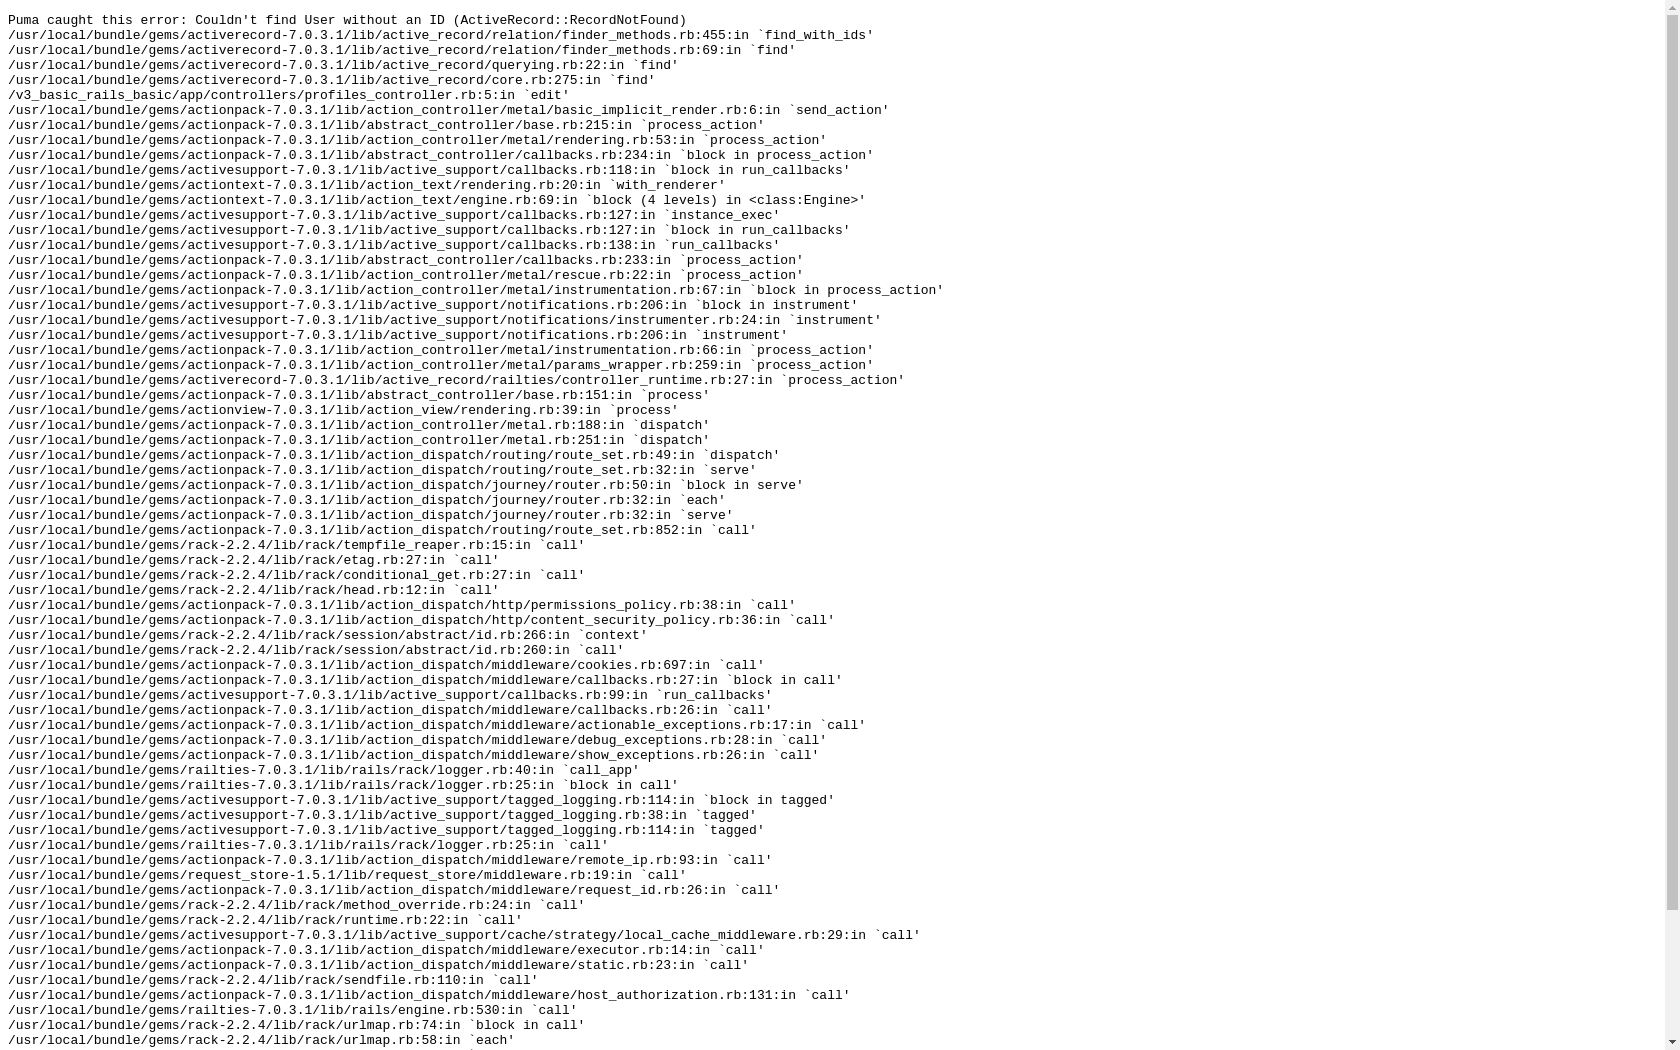 Puma caught this error: Couldn't find User without an ID (ActiveRecord::RecordNotFound)
/usr/local/bundle/gems/activerecord-7.0.3.1/lib/active_record/relation/finder_methods.rb:455:in `find_with_ids'
/usr/local/bundle/gems/activerecord-7.0.3.1/lib/active_record/relation/finder_methods.rb:69:in `find'
/usr/local/bundle/gems/activerecord-7.0.3.1/lib/active_record/querying.rb:22:in `find'
/usr/local/bundle/gems/activerecord-7.0.3.1/lib/active_record/core.rb:275:in `find'
/v3_basic_rails_basic/app/controllers/profiles_controller.rb:5:in `edit'
/usr/local/bundle/gems/actionpack-7.0.3.1/lib/action_controller/metal/basic_implicit_render.rb:6:in `send_action'
/usr/local/bundle/gems/actionpack-7.0.3.1/lib/abstract_controller/base.rb:215:in `process_action'
/usr/local/bundle/gems/actionpack-7.0.3.1/lib/action_controller/metal/rendering.rb:53:in `process_action'
/usr/local/bundle/gems/actionpack-7.0.3.1/lib/abstract_controller/callbacks.rb:234:in `block in process_action'
/usr/local/bundle/gems/activesupport-7.0.3.1/lib/active_support/callbacks.rb:118:in `block in run_callbacks'
/usr/local/bundle/gems/actiontext-7.0.3.1/lib/action_text/rendering.rb:20:in `with_renderer'
/usr/local/bundle/gems/actiontext-7.0.3.1/lib/action_text/engine.rb:69:in `block (4 levels) in <class:Engine>'
/usr/local/bundle/gems/activesupport-7.0.3.1/lib/active_support/callbacks.rb:127:in `instance_exec'
/usr/local/bundle/gems/activesupport-7.0.3.1/lib/active_support/callbacks.rb:127:in `block in run_callbacks'
/usr/local/bundle/gems/activesupport-7.0.3.1/lib/active_support/callbacks.rb:138:in `run_callbacks'
/usr/local/bundle/gems/actionpack-7.0.3.1/lib/abstract_controller/callbacks.rb:233:in `process_action'
/usr/local/bundle/gems/actionpack-7.0.3.1/lib/action_controller/metal/rescue.rb:22:in `process_action'
/usr/local/bundle/gems/actionpack-7.0.3.1/lib/action_controller/metal/instrumentation.rb:67:in `block in process_action'
/usr/local/bundle/gems/activesupport-7.0.3.1/lib/active_support/notifications.rb:206:in `block in instrument'
/usr/local/bundle/gems/activesupport-7.0.3.1/lib/active_support/notifications/instrumenter.rb:24:in `instrument'
/usr/local/bundle/gems/activesupport-7.0.3.1/lib/active_support/notifications.rb:206:in `instrument'
/usr/local/bundle/gems/actionpack-7.0.3.1/lib/action_controller/metal/instrumentation.rb:66:in `process_action'
/usr/local/bundle/gems/actionpack-7.0.3.1/lib/action_controller/metal/params_wrapper.rb:259:in `process_action'
/usr/local/bundle/gems/activerecord-7.0.3.1/lib/active_record/railties/controller_runtime.rb:27:in `process_action'
/usr/local/bundle/gems/actionpack-7.0.3.1/lib/abstract_controller/base.rb:151:in `process'
/usr/local/bundle/gems/actionview-7.0.3.1/lib/action_view/rendering.rb:39:in `process'
/usr/local/bundle/gems/actionpack-7.0.3.1/lib/action_controller/metal.rb:188:in `dispatch'
/usr/local/bundle/gems/actionpack-7.0.3.1/lib/action_controller/metal.rb:251:in `dispatch'
/usr/local/bundle/gems/actionpack-7.0.3.1/lib/action_dispatch/routing/route_set.rb:49:in `dispatch'
/usr/local/bundle/gems/actionpack-7.0.3.1/lib/action_dispatch/routing/route_set.rb:32:in `serve'
/usr/local/bundle/gems/actionpack-7.0.3.1/lib/action_dispatch/journey/router.rb:50:in `block in serve'
/usr/local/bundle/gems/actionpack-7.0.3.1/lib/action_dispatch/journey/router.rb:32:in `each'
/usr/local/bundle/gems/actionpack-7.0.3.1/lib/action_dispatch/journey/router.rb:32:in `serve'
/usr/local/bundle/gems/actionpack-7.0.3.1/lib/action_dispatch/routing/route_set.rb:852:in `call'
/usr/local/bundle/gems/rack-2.2.4/lib/rack/tempfile_reaper.rb:15:in `call'
/usr/local/bundle/gems/rack-2.2.4/lib/rack/etag.rb:27:in `call'
/usr/local/bundle/gems/rack-2.2.4/lib/rack/conditional_get.rb:27:in `call'
/usr/local/bundle/gems/rack-2.2.4/lib/rack/head.rb:12:in `call'
/usr/local/bundle/gems/actionpack-7.0.3.1/lib/action_dispatch/http/permissions_policy.rb:38:in `call'
/usr/local/bundle/gems/actionpack-7.0.3.1/lib/action_dispatch/http/content_security_policy.rb:36:in `call'
/usr/local/bundle/gems/rack-2.2.4/lib/rack/session/abstract/id.rb:266:in `context'
/usr/local/bundle/gems/rack-2.2.4/lib/rack/session/abstract/id.rb:260:in `call'
/usr/local/bundle/gems/actionpack-7.0.3.1/lib/action_dispatch/middleware/cookies.rb:697:in `call'
/usr/local/bundle/gems/actionpack-7.0.3.1/lib/action_dispatch/middleware/callbacks.rb:27:in `block in call'
/usr/local/bundle/gems/activesupport-7.0.3.1/lib/active_support/callbacks.rb:99:in `run_callbacks'
/usr/local/bundle/gems/actionpack-7.0.3.1/lib/action_dispatch/middleware/callbacks.rb:26:in `call'
/usr/local/bundle/gems/actionpack-7.0.3.1/lib/action_dispatch/middleware/actionable_exceptions.rb:17:in `call'
/usr/local/bundle/gems/actionpack-7.0.3.1/lib/action_dispatch/middleware/debug_exceptions.rb:28:in `call'
/usr/local/bundle/gems/actionpack-7.0.3.1/lib/action_dispatch/middleware/show_exceptions.rb:26:in `call'
/usr/local/bundle/gems/railties-7.0.3.1/lib/rails/rack/logger.rb:40:in `call_app'
/usr/local/bundle/gems/railties-7.0.3.1/lib/rails/rack/logger.rb:25:in `block in call'
/usr/local/bundle/gems/activesupport-7.0.3.1/lib/active_support/tagged_logging.rb:114:in `block in tagged'
/usr/local/bundle/gems/activesupport-7.0.3.1/lib/active_support/tagged_logging.rb:38:in `tagged'
/usr/local/bundle/gems/activesupport-7.0.3.1/lib/active_support/tagged_logging.rb:114:in `tagged'
/usr/local/bundle/gems/railties-7.0.3.1/lib/rails/rack/logger.rb:25:in `call'
/usr/local/bundle/gems/actionpack-7.0.3.1/lib/action_dispatch/middleware/remote_ip.rb:93:in `call'
/usr/local/bundle/gems/request_store-1.5.1/lib/request_store/middleware.rb:19:in `call'
/usr/local/bundle/gems/actionpack-7.0.3.1/lib/action_dispatch/middleware/request_id.rb:26:in `call'
/usr/local/bundle/gems/rack-2.2.4/lib/rack/method_override.rb:24:in `call'
/usr/local/bundle/gems/rack-2.2.4/lib/rack/runtime.rb:22:in `call'
/usr/local/bundle/gems/activesupport-7.0.3.1/lib/active_support/cache/strategy/local_cache_middleware.rb:29:in `call'
/usr/local/bundle/gems/actionpack-7.0.3.1/lib/action_dispatch/middleware/executor.rb:14:in `call'
/usr/local/bundle/gems/actionpack-7.0.3.1/lib/action_dispatch/middleware/static.rb:23:in `call'
/usr/local/bundle/gems/rack-2.2.4/lib/rack/sendfile.rb:110:in `call'
/usr/local/bundle/gems/actionpack-7.0.3.1/lib/action_dispatch/middleware/host_authorization.rb:131:in `call'
/usr/local/bundle/gems/railties-7.0.3.1/lib/rails/engine.rb:530:in `call'
/usr/local/bundle/gems/rack-2.2.4/lib/rack/urlmap.rb:74:in `block in call'
/usr/local/bundle/gems/rack-2.2.4/lib/rack/urlmap.rb:58:in `each'